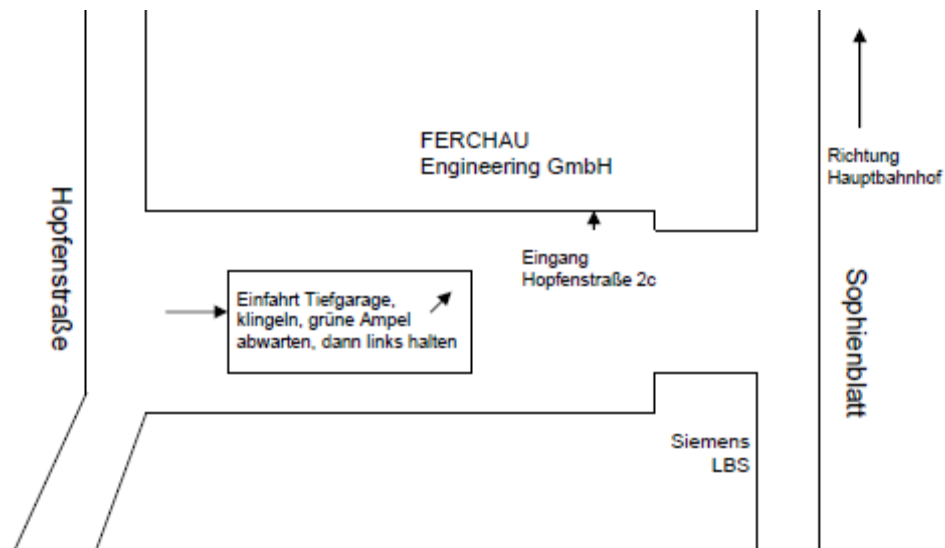 FERCHAU
Engineering GmbH
Richtung
Hauptbahnhof
Hopfenstraße
Eingang
Hopfenstraße 2c
Einfahrt Tiefgarage,
klingeln, grüne Ampel
abwarten, dann links halten
Sophienblatt
Siemens
LBS